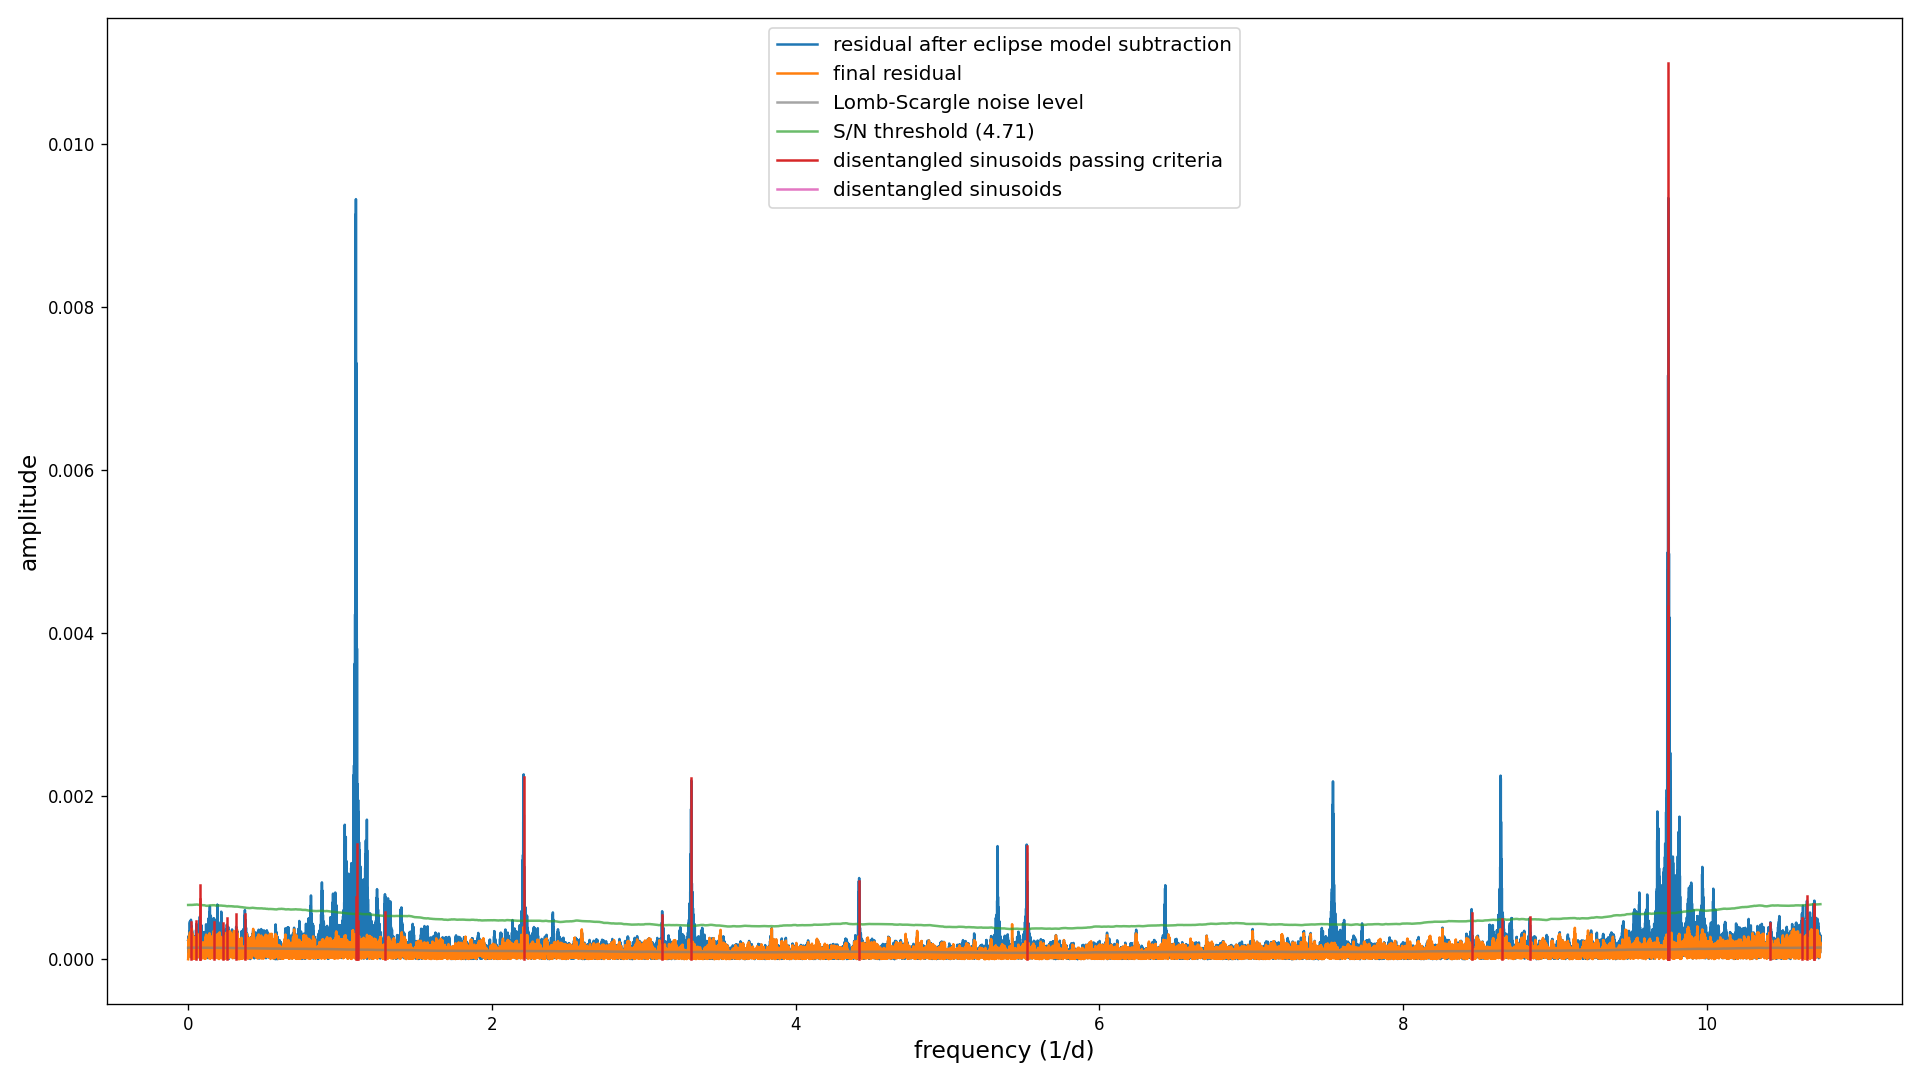 residual after eclipse model subtraction
final residual
Lomb-Scargle noise level
S/N threshold (4.71)
disentangled sinusoids passing criteria
disentangled sinusoids
0.010
0.008
0.006
0.004
0.002
0.000
amplitude
0 2 4 6 8 10
frequency (1/d)